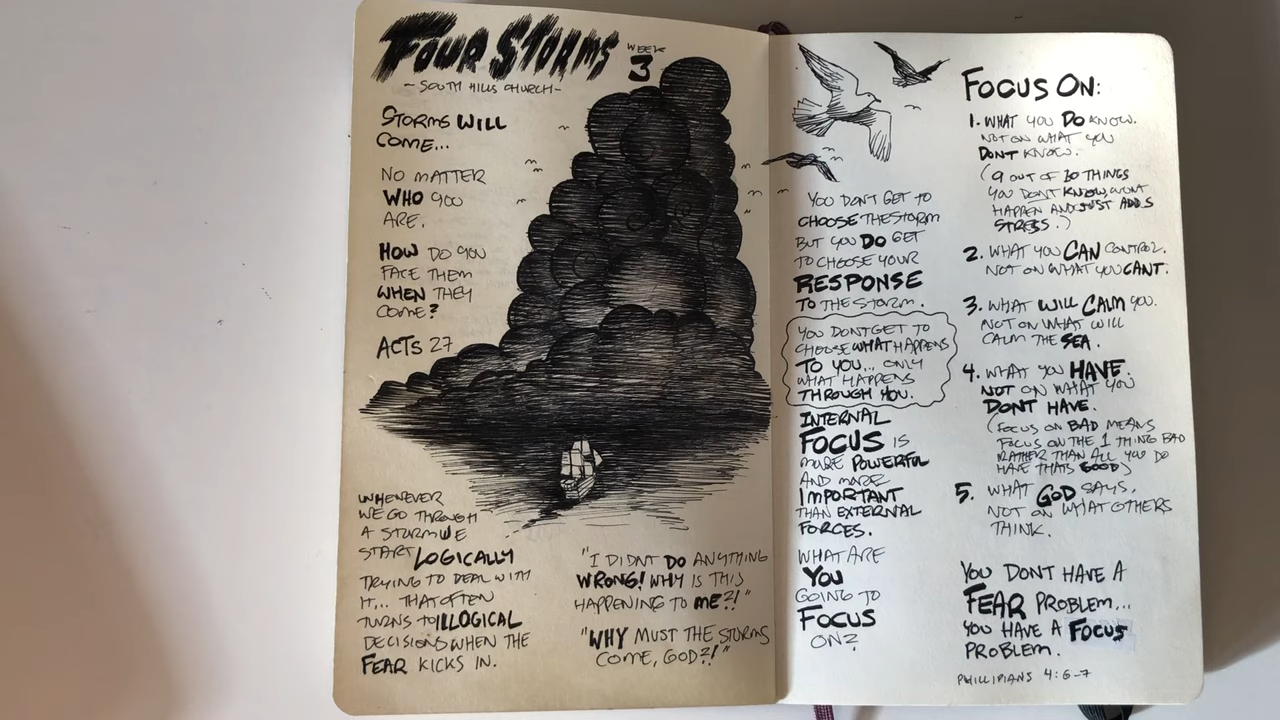 FOUR STORMS WEEK 3
~ SOUTH HILLS CHURCH ~
STORMS WILL
COME...
NO MATTER
WHO YOU
ARE.
HOW DO YOU
FACE THEM
WHEN THEY
COME?
ACTS 27
WHENEVER
WE GO THROUGH
A STORM WE
START LOGICALLY
TRYING TO DEAL WITH
IT... THAT OFTEN
TURNS TO ILLOGICAL
DECISIONS WHEN THE
FEAR KICKS IN.
"I DIDNT DO ANYTHING
WRONG! WHY IS THIS
HAPPENING TO ME?!"
"WHY MUST THE STORMS
COME, GOD?!"
YOU DONT GET TO
CHOOSE THE STORM
BUT YOU DO GET
TO CHOOSE YOUR
RESPONSE
TO THE STORM.
YOU DONT GET TO
CHOOSE WHAT HAPPENS
TO YOU... ONLY
WHAT HAPPENS
THROUGH YOU.
INTERNAL
FOCUS IS
MORE POWERFUL
AND MORE
IMPORTANT
THAN EXTERNAL
FORCES.
WHAT ARE
YOU
GOING TO
FOCUS
ON?
FOCUS ON:
1. WHAT YOU DO KNOW.
NOT ON WHAT YOU
DONT KNOW.
(9 OUT OF 10 THINGS
YOU DONT KNOW, WONT
HAPPEN AND JUST ADDS
STRESS.)
2. WHAT YOU CAN CONTROL.
NOT ON WHAT YOU CANT.
3. WHAT WILL CALM YOU.
NOT ON WHAT WILL
CALM THE SEA.
4. WHAT YOU HAVE.
NOT ON WHAT YOU
DONT HAVE.
(FOCUS ON BAD MEANS
FOCUS ON THE 1 THING BAD
RATHER THAN ALL YOU DO
HAVE THATS GOOD)
5. WHAT GOD SAYS,
NOT ON WHAT OTHERS
THINK.
YOU DONT HAVE A
FEAR PROBLEM...
YOU HAVE A FOCUS
PROBLEM.
PHILLIPIANS 4:6-7